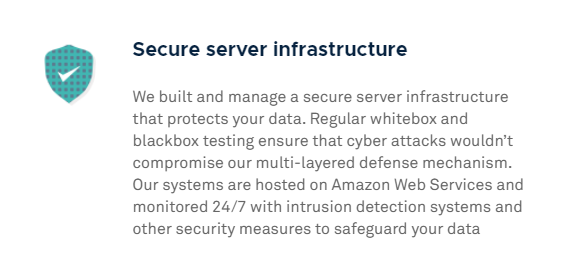 Secure server infrastructure
We built and manage a secure server infrastructure
that protects your data. Regular whitebox and
blackbox testing ensure that cyber attacks wouldn't
compromise our multi-layered defense mechanism.
Our systems are hosted on Amazon Web Services and
monitored 24/7 with intrusion detection systems and
other security measures to safeguard your data